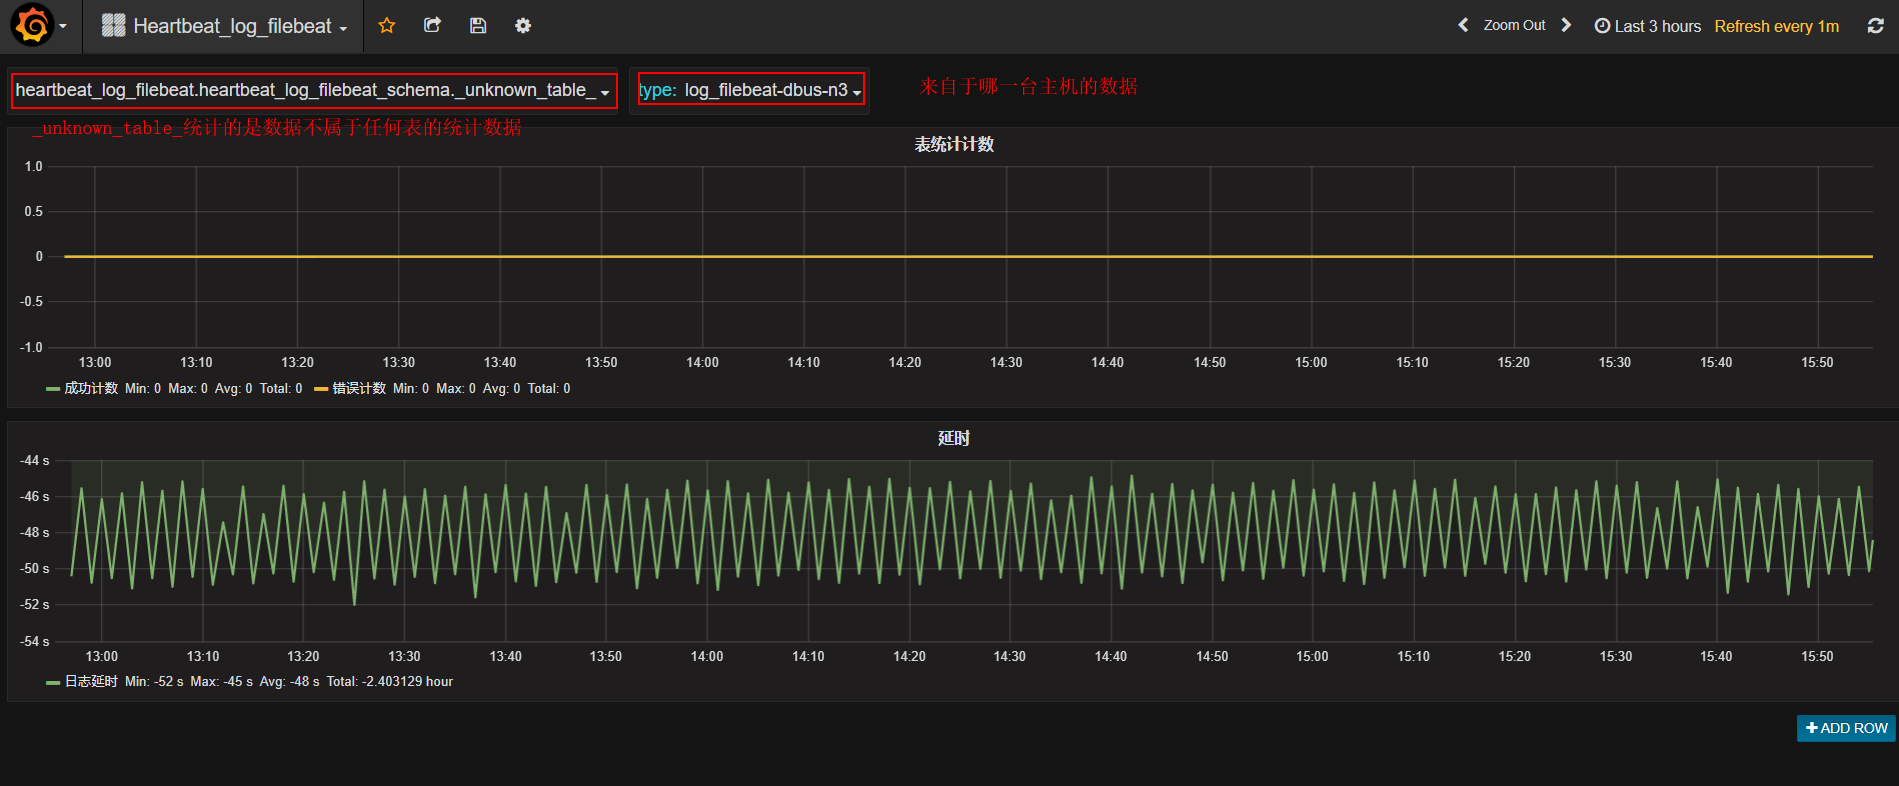 Heartbeat_log_filebeat
Zoom Out
Last 3 hours
Refresh every 1m
heartbeat_log_filebeat.heartbeat_log_filebeat_schema._unknown_table_
type: log_filebeat-dbus-n3
来自于哪一台主机的数据
_unknown_table_统计的是数据不属于任何表的统计数据
表统计计数
1.0
0.5
0
-0.5
-1.0
13:00 13:10 13:20 13:30 13:40 13:50 14:00 14:10 14:20 14:30 14:40 14:50 15:00 15:10 15:20 15:30 15:40 15:50
成功计数 Min: 0 Max: 0 Avg: 0 Total: 0 错误计数 Min: 0 Max: 0 Avg: 0 Total: 0
延时
-44 s
-46 s
-48 s
-50 s
-52 s
-54 s
13:00 13:10 13:20 13:30 13:40 13:50 14:00 14:10 14:20 14:30 14:40 14:50 15:00 15:10 15:20 15:30 15:40 15:50
日志延时 Min: -52 s Max: -45 s Avg: -48 s Total: -2.403129 hour
ADD ROW